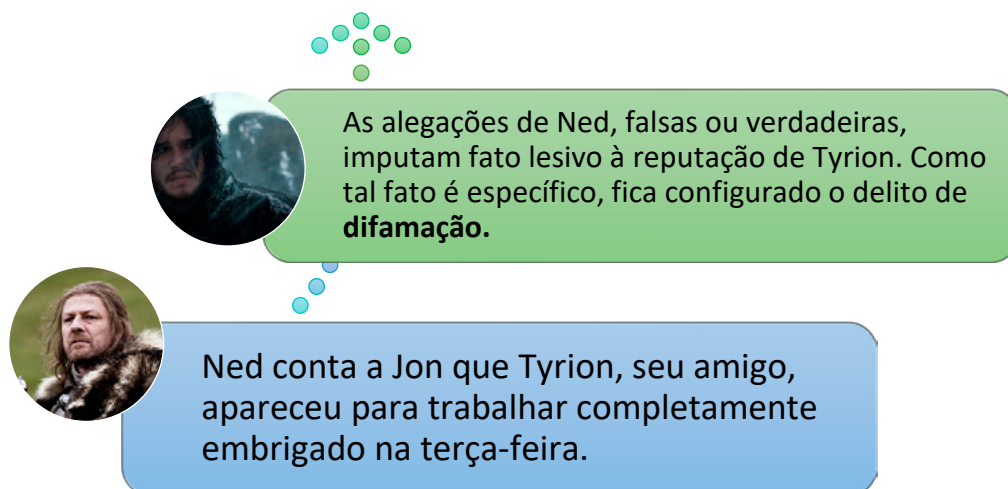 As alegações de Ned, falsas ou verdadeiras,
imputam fato lesivo à reputação de Tyrion. Como
tal fato é específico, fica configurado o delito de
difamação.
Ned conta a Jon que Tyrion, seu amigo,
apareceu para trabalhar completamente
embrigado na terça-feira.